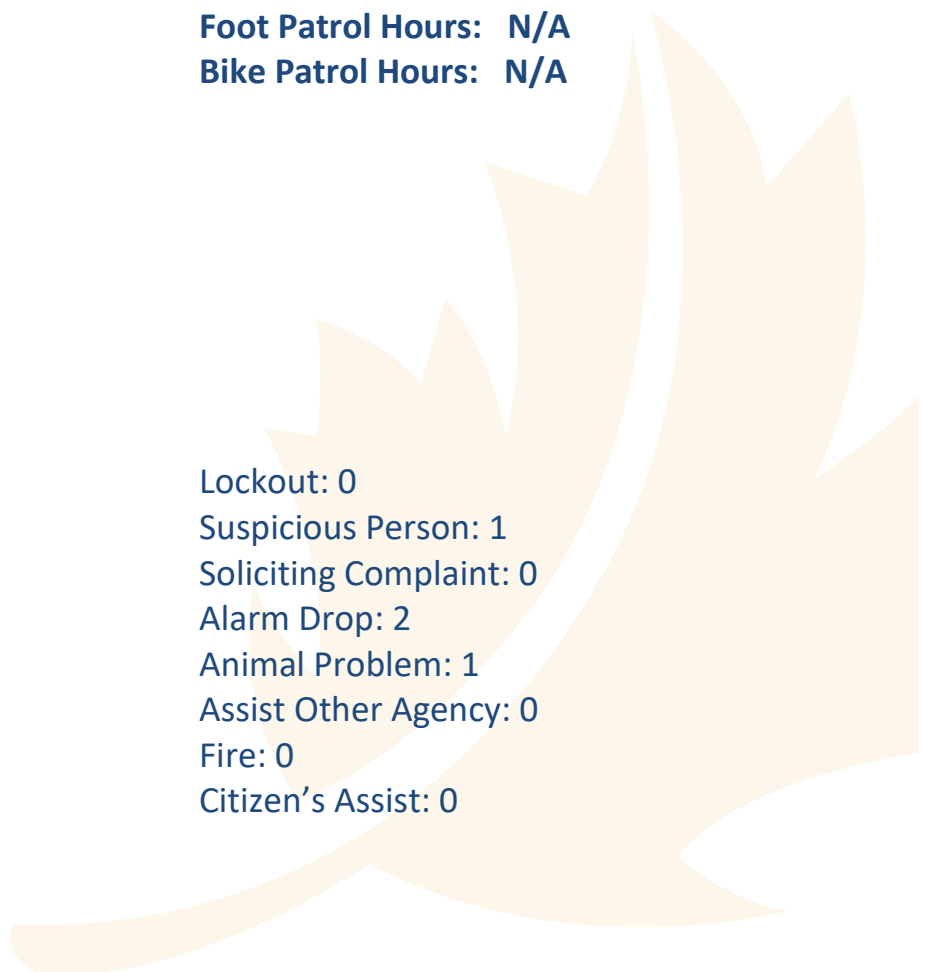 Foot Patrol Hours: N/A
Bike Patrol Hours: N/A
Lockout: 0
Suspicious Person: 1
Soliciting Complaint: 0
Alarm Drop: 2
Animal Problem: 1
Assist Other Agency: 0
Fire: 0
Citizen’s Assist: 0